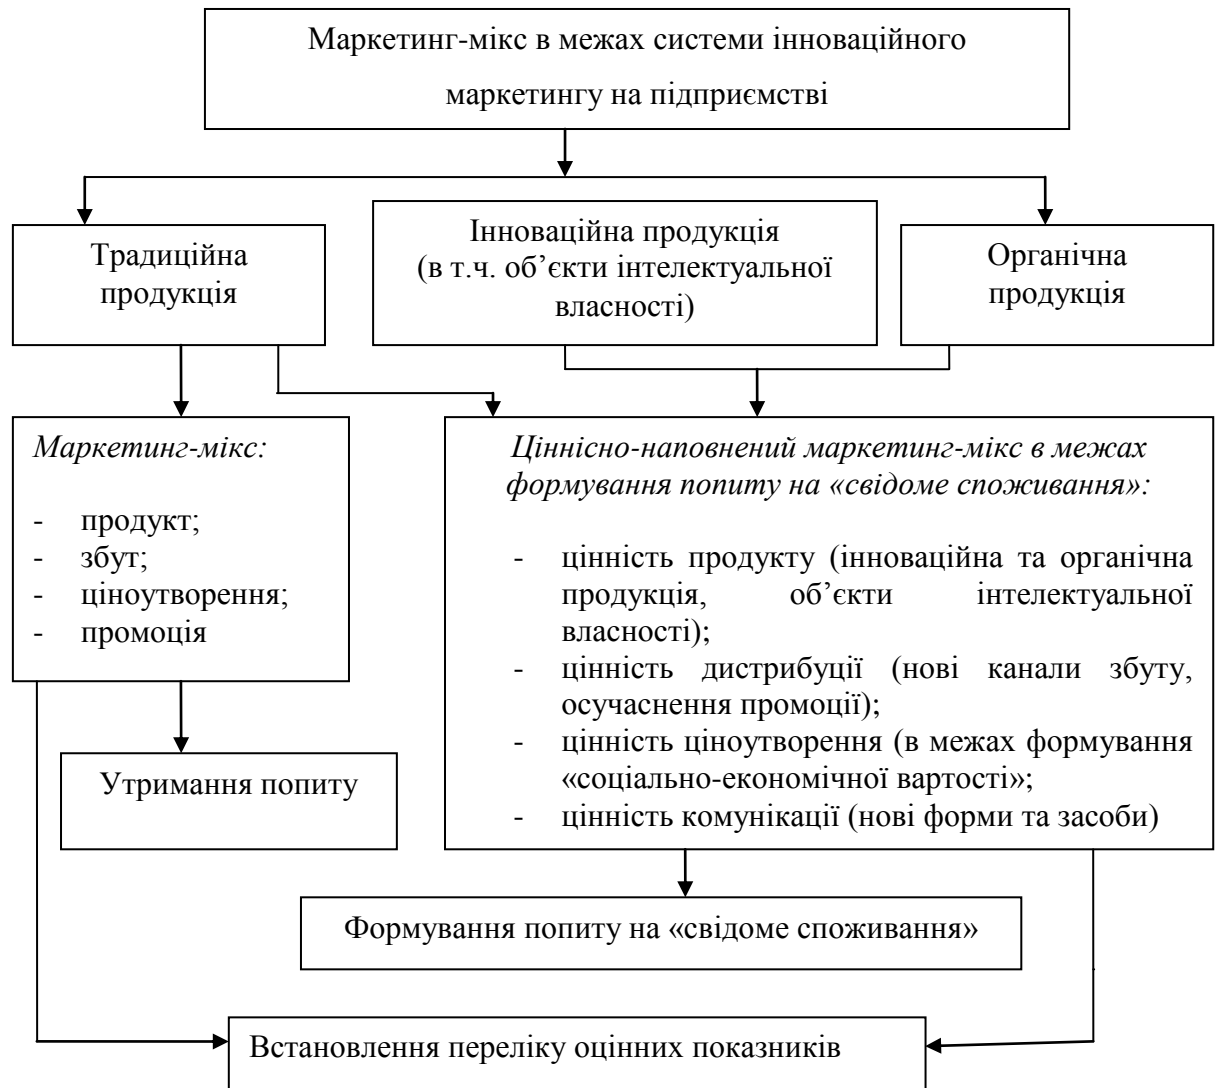 Маркетинг-мікс в межах системи інноваційного
маркетингу на підприємстві
Традиційна
продукція
Інноваційна продукція
(в т.ч. об’єкти інтелектуальної
власності)
Органічна
продукція
Маркетинг-мікс:
- продукт;
- збут;
- ціноутворення;
- промоція
Ціннісно-наповнений маркетинг-мікс в межах
формування попиту на «свідоме споживання»:
- цінність продукту (інноваційна та органічна
продукція, об’єкти інтелектуальної
власності);
- цінність дистрибуції (нові канали збуту,
осучаснення промоції);
- цінність ціноутворення (в межах формування
«соціально-економічної вартості»;
- цінність комунікації (нові форми та засоби)
Утримання попиту
Формування попиту на «свідоме споживання»
Встановлення переліку оцінних показників